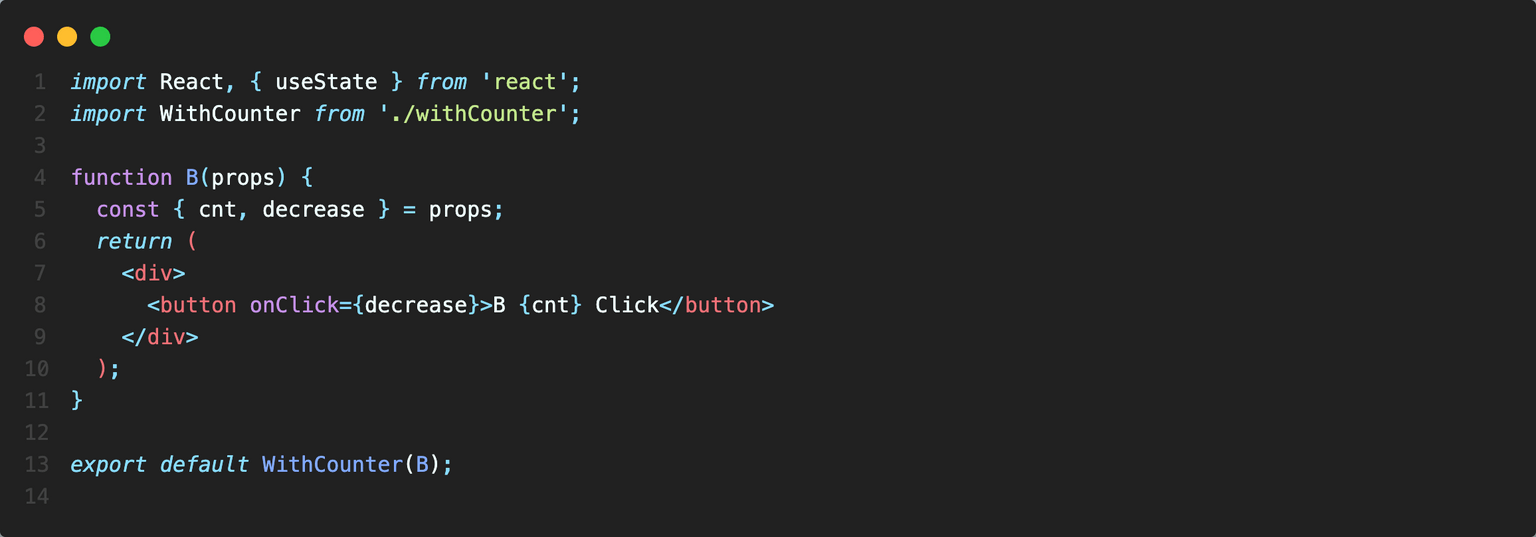 1 import React, { useState } from 'react';
2 import WithCounter from './withCounter';
3
4 function B(props) {
5   const { cnt, decrease } = props;
6   return (
7     <div>
8       <button onClick={decrease}>B {cnt} Click</button>
9     </div>
10   );
11 }
12
13 export default WithCounter(B);
14